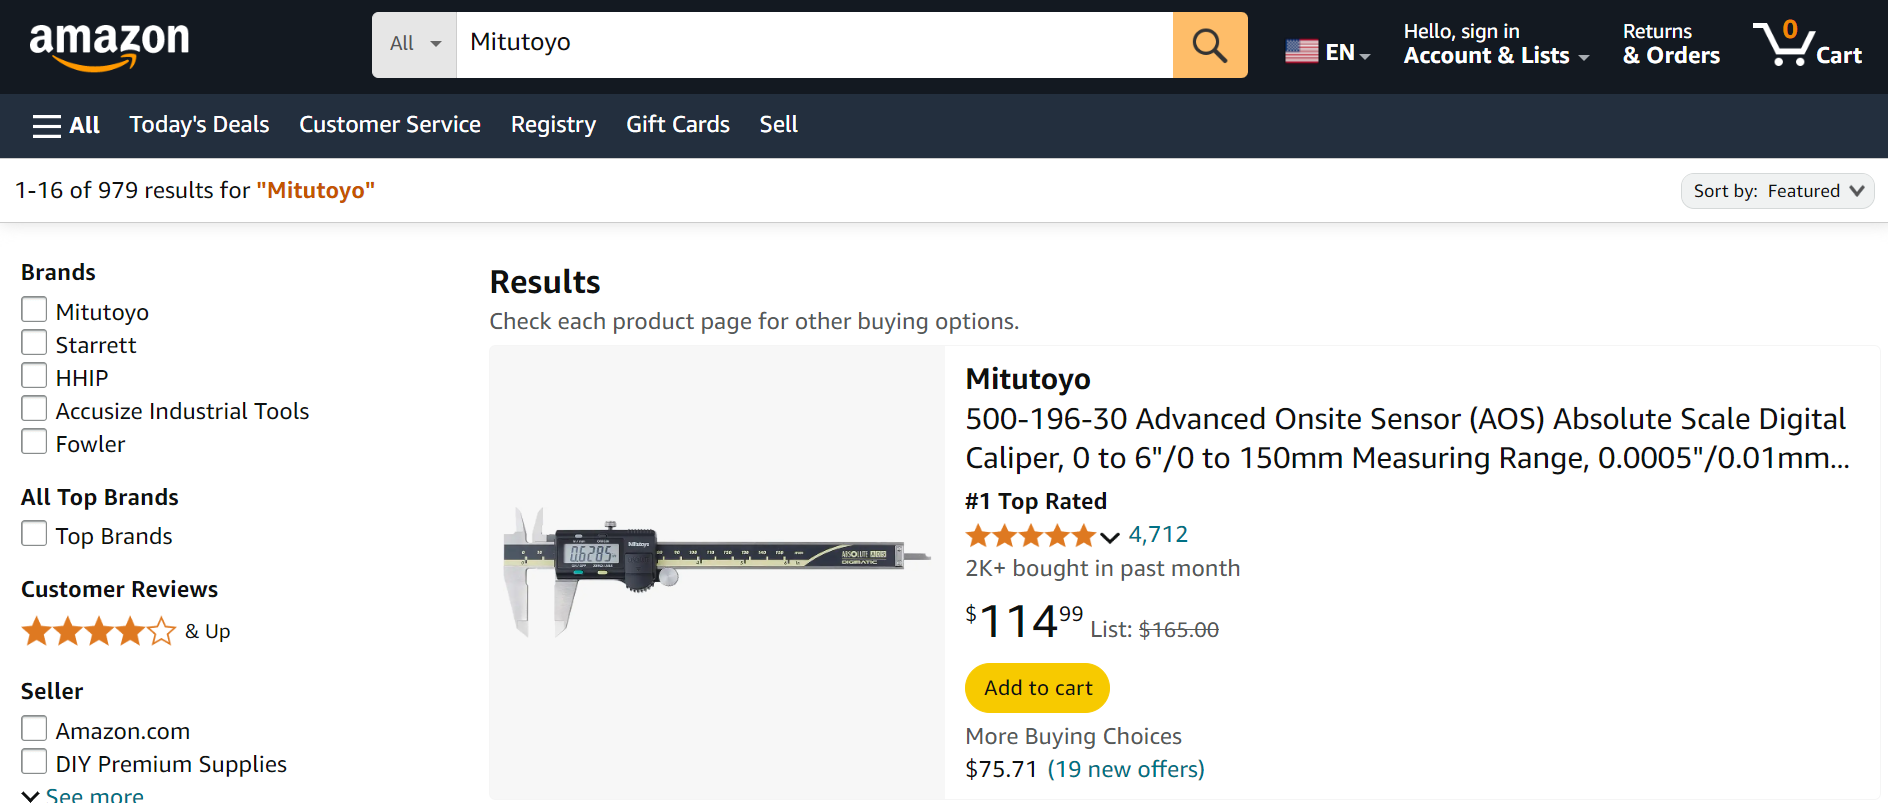 amazon
All
Mitutoyo
EN
Hello, sign in
Account & Lists
Returns
& Orders
0
Cart
All
Today's Deals
Customer Service
Registry
Gift Cards
Sell
1-16 of 979 results for "Mitutoyo"
Sort by: Featured
Brands
Mitutoyo
Starrett
HHIP
Accusize Industrial Tools
Fowler
All Top Brands
Top Brands
Customer Reviews
& Up
Seller
Amazon.com
DIY Premium Supplies
See more
Results
Check each product page for other buying options.
Mitutoyo
0.6285
ABSOLUTE AOS
DIGIMATIC
Mitutoyo
500-196-30 Advanced Onsite Sensor (AOS) Absolute Scale Digital
Caliper, 0 to 6"/0 to 150mm Measuring Range, 0.0005"/0.01mm...
#1 Top Rated
4,712
2K+ bought in past month
$114.99 List: $165.00
Add to cart
More Buying Choices
$75.71 (19 new offers)